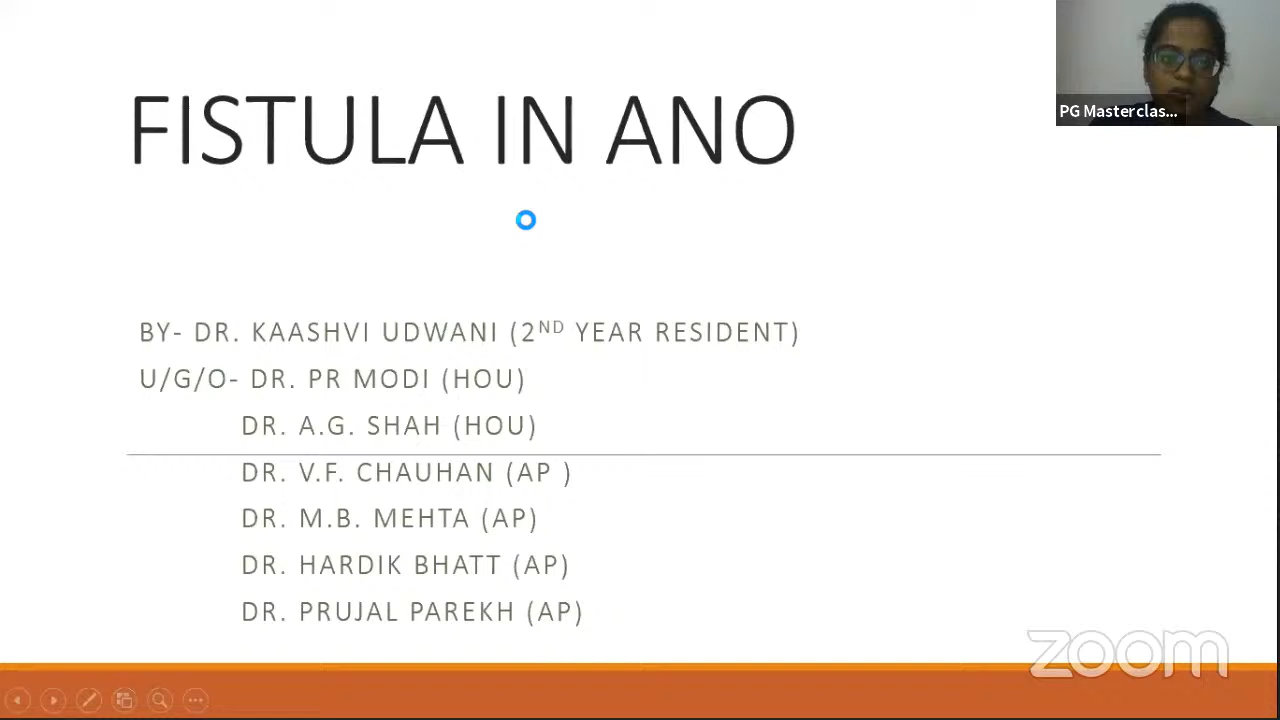 FISTULA IN ANO
PG Masterclas...
BY- DR. KAASHVI UDWANI (2ND YEAR RESIDENT)
U/G/O- DR. PR MODI (HOU)
DR. A.G. SHAH (HOU)
DR. V.F. CHAUHAN (AP )
DR. M.B. MEHTA (AP)
DR. HARDIK BHATT (AP)
DR. PRUJAL PAREKH (AP)
zoom